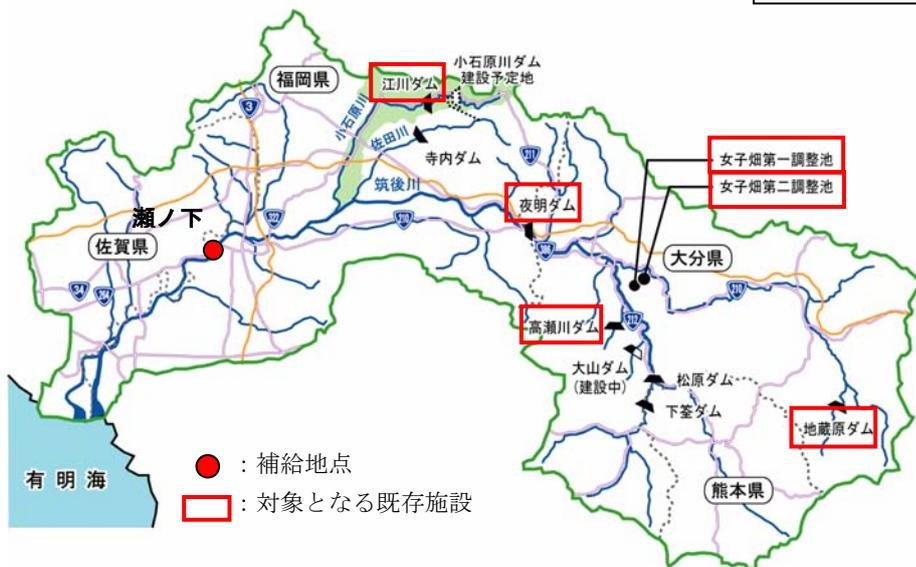 小石原川ダム
建設予定地
福岡県
江川ダム
3
小石原川
佐田川
寺内ダム
211
女子畑第一調整池
女子畑第二調整池
筑後川
夜明ダム
瀬ノ下
322
210
386
佐賀県
大分県
34
264
210
212
高瀬川ダム
大山ダム
(建設中)
松原ダム
下筌ダム
地蔵原ダム
有明海
:補給地点
:対象となる既存施設
熊本県